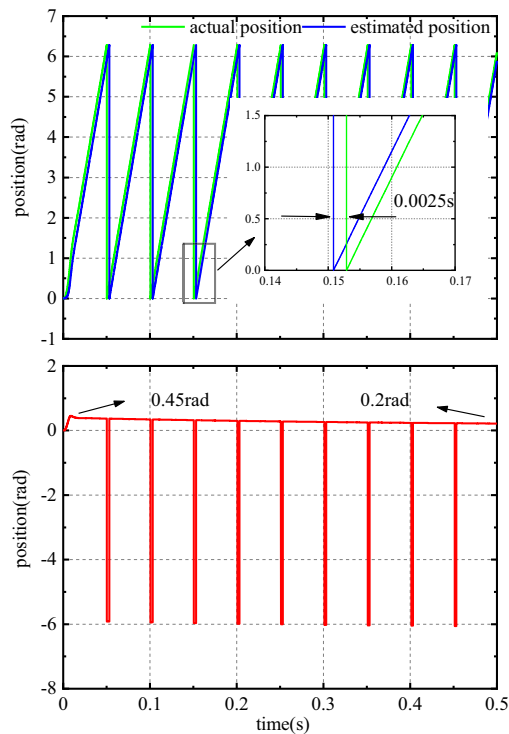 actual position estimated position
7
6
5
4
3
2
1
0
-1
position(rad)
1.5
1.0
0.5
0.0
0.0025s
0.14 0.15 0.16 0.17
2
0
-2
-4
-6
-8
position(rad)
0.45rad 0.2rad
0 0.1 0.2 0.3 0.4 0.5
time(s)